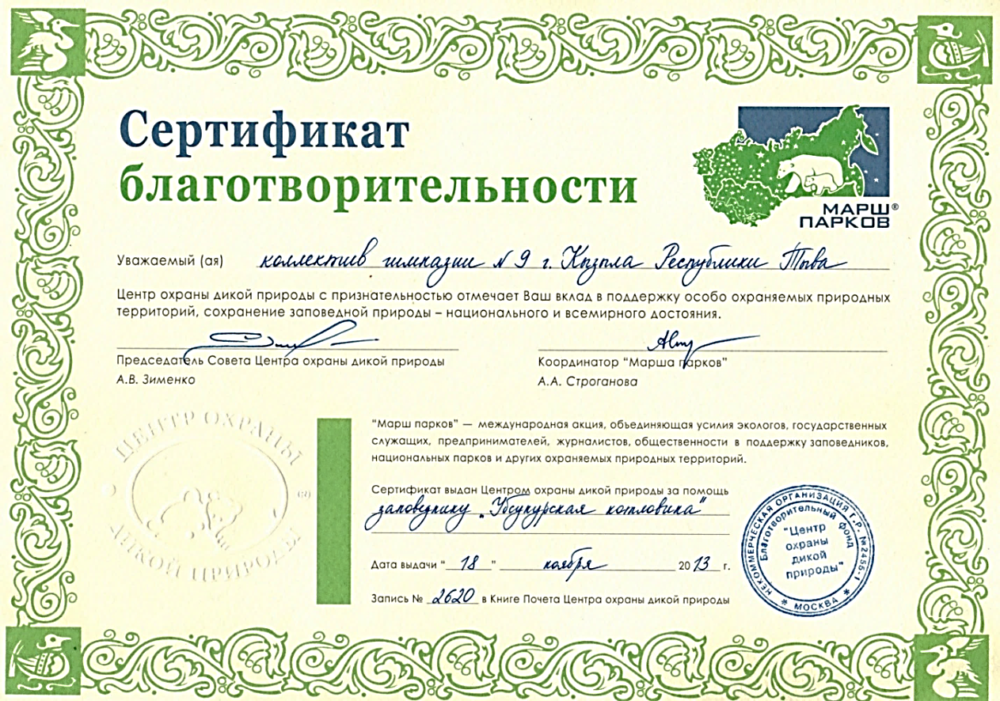 Сертификат
благотворительности
МАРШ®
ПАРКОВ
Уважаемый (ая) коллектив гимназии №9 г. Кызыла Республики Тыва
Центр охраны дикой природы с признательностью отмечает Ваш вклад в поддержку особо охраняемых природных
территорий, сохранение заповедной природы – национального и всемирного достояния.
Председатель Совета Центра охраны дикой природы
А.В. Зименко
Координатор "Марша парков"
А.А. Строганова
ЦЕНТР ОХРАНЫ
ДИКОЙ ПРИРОДЫ
(R)
"Марш парков" — международная акция, объединяющая усилия экологов, государственных
служащих, предпринимателей, журналистов, общественности в поддержку заповедников,
национальных парков и других охраняемых природных территорий.
Сертификат выдан Центром охраны дикой природы за помощь
заповеднику „Убсунурская котловина"
Дата выдачи "18" ноября 2013 г.
Запись № 2620 в Книге Почета Центра охраны дикой природы
НЕКОММЕРЧЕСКАЯ ОРГАНИЗАЦИЯ Г.Р. №2455-1
* МОСКВА *
Благотворительный фонд
"Центр
охраны
дикой
природы"